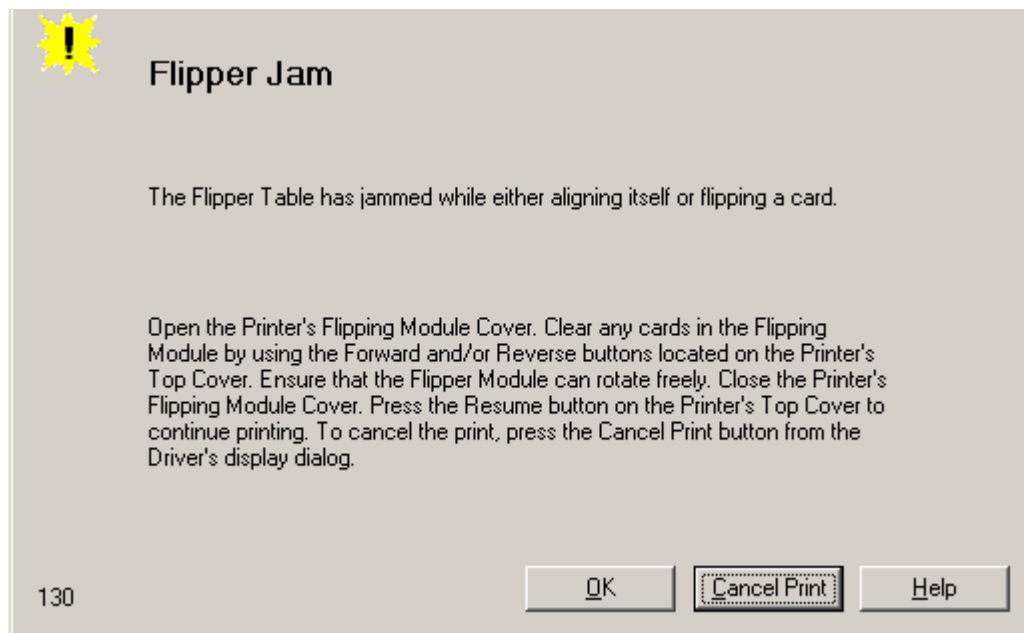 !
Flipper Jam
The Flipper Table has jammed while either aligning itself or flipping a card.
Open the Printer's Flipping Module Cover. Clear any cards in the Flipping
Module by using the Forward and/or Reverse buttons located on the Printer's
Top Cover. Ensure that the Flipper Module can rotate freely. Close the Printer's
Flipping Module Cover. Press the Resume button on the Printer's Top Cover to
continue printing. To cancel the print, press the Cancel Print button from the
Driver's display dialog.
130 OK Cancel Print Help